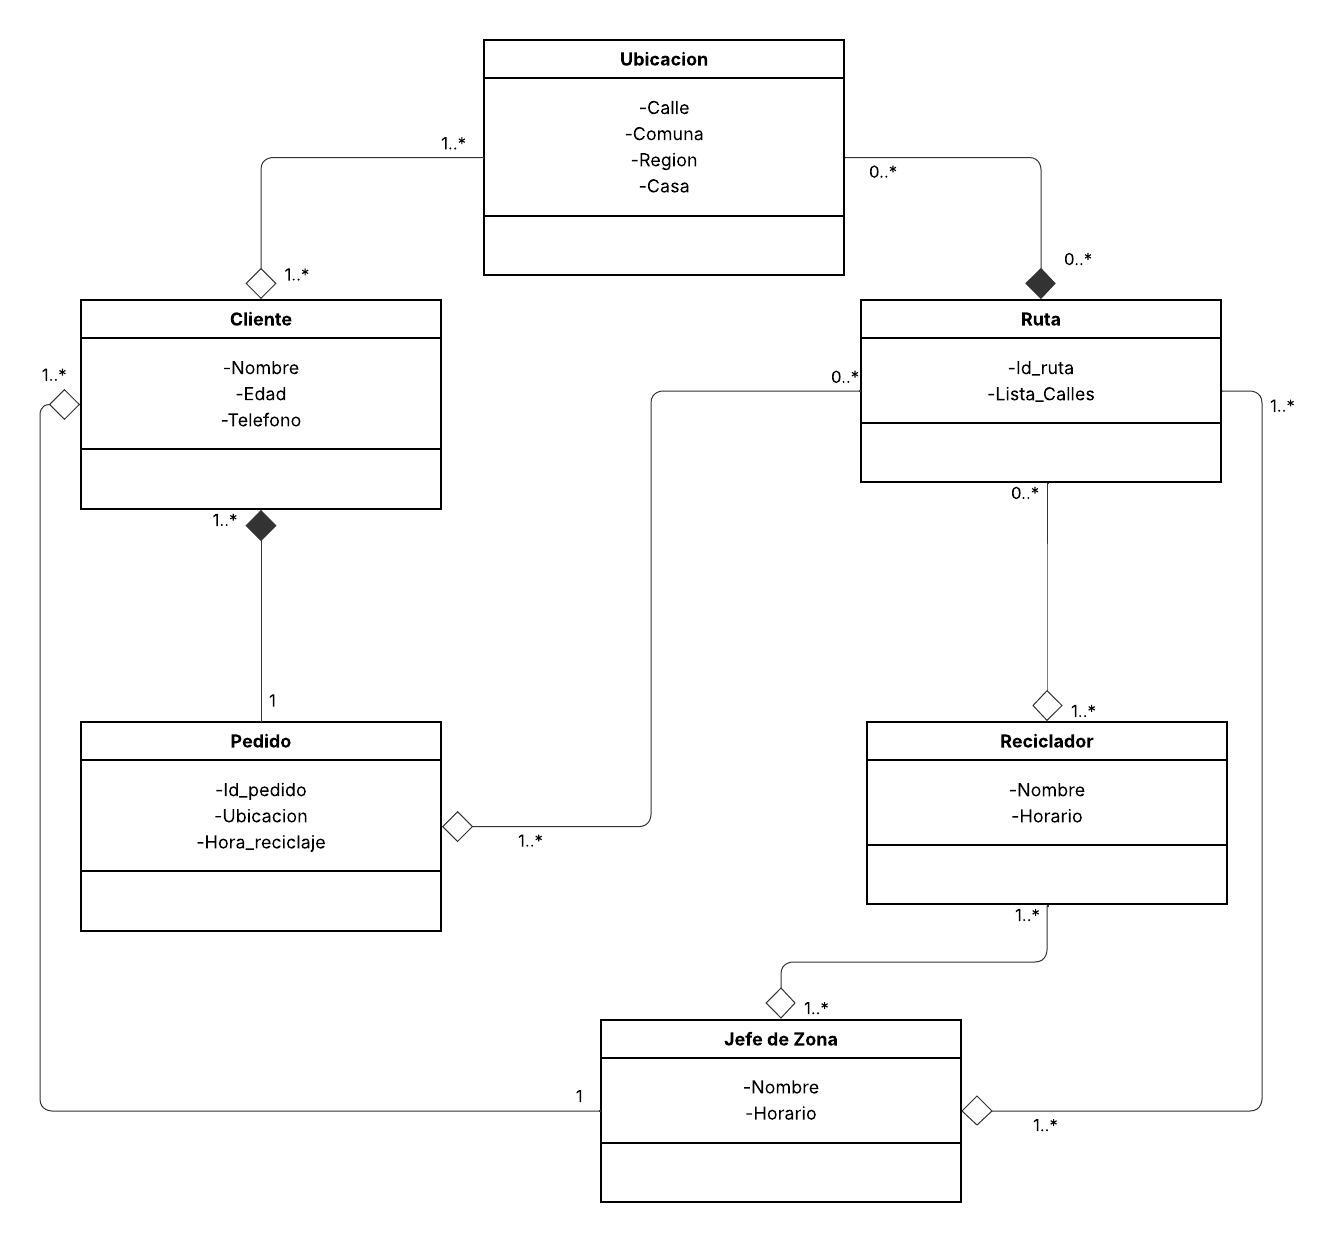 Ubicacion
-Calle
-Comuna
-Region
-Casa
1..*
0..*
1..*
0..*
Cliente
-Nombre
-Edad
-Telefono
1..*
1..*
Ruta
-Id_ruta
-Lista_Calles
0..*
1..*
0..*
1
Pedido
-Id_pedido
-Ubicacion
-Hora_reciclaje
1..*
1..*
Reciclador
-Nombre
-Horario
1..*
1..*
Jefe de Zona
-Nombre
-Horario
1
1..*